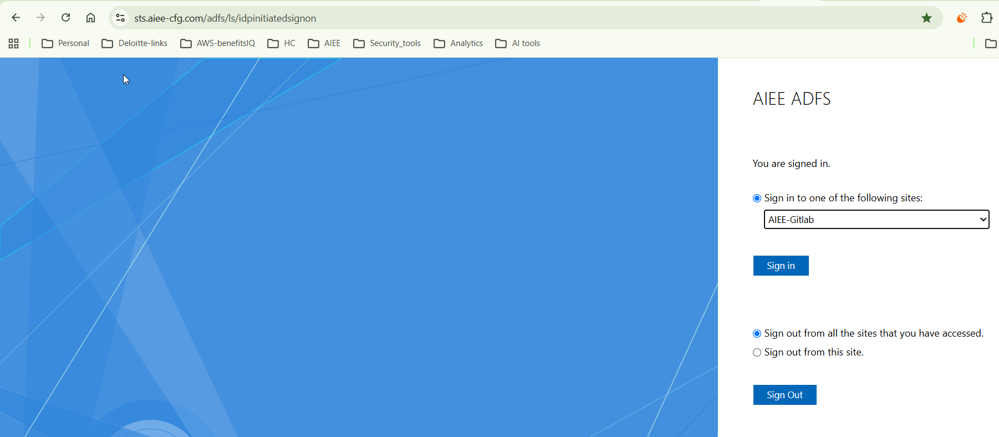 sts.aiee-cfg.com/adfs/ls/idpinitiatedsignon
Personal Deloitte-links AWS-benefitsIQ HC AIEE Security_tools Analytics AI tools
AIEE ADFS
You are signed in.
Sign in to one of the following sites:
AIEE-Gitlab
Sign in
Sign out from all the sites that you have accessed.
Sign out from this site.
Sign Out